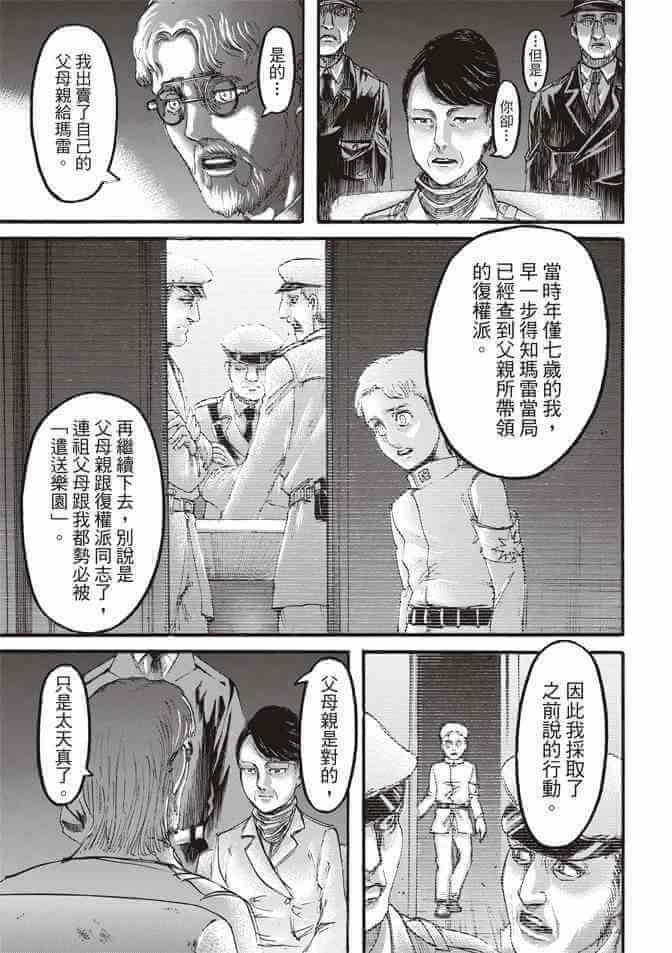 …但是，
你卻…
是的…
我出賣了自己的
父母親給瑪雷。
當時年僅七歲的我，
早一步得知瑪雷當局
已經查到父親所帶領
的復權派。
再繼續下去，別說是
父母親跟復權派同志了，
連祖父母跟我都勢必被
「遣送樂園」。
因此我採取了
之前說的行動。
父母親是對的，
只是太天真了。